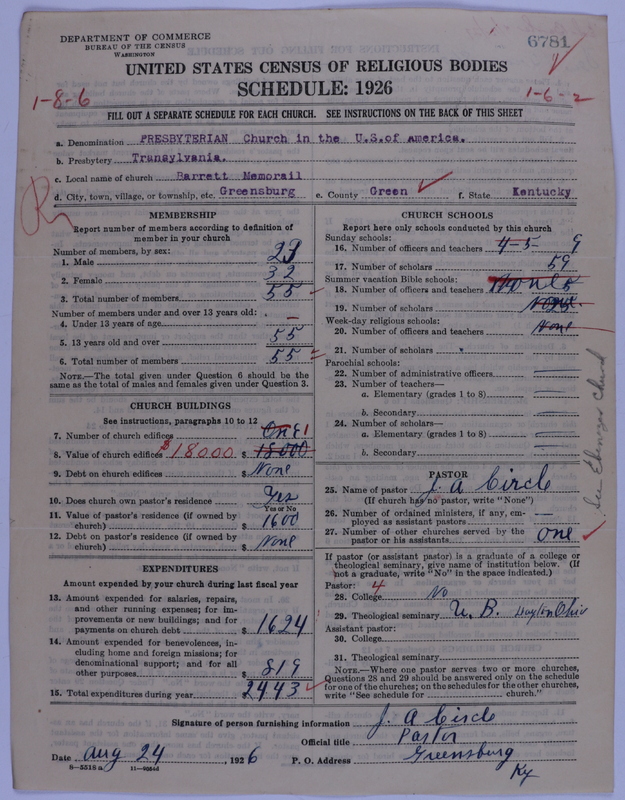 DEPARTMENT OF COMMERCE
BUREAU OF THE CENSUS
WASHINGTON
6781
UNITED STATES CENSUS OF RELIGIOUS BODIES
SCHEDULE: 1926
1-8-6
1-6-2
FILL OUT A SEPARATE SCHEDULE FOR EACH CHURCH. SEE INSTRUCTIONS ON THE BACK OF THIS SHEET
a. Denomination PRESBYTERIAN Church in the U.S.of America.
b. Presbytery Transylvania.
c. Local name of church Barrett Memorail
d. City, town, village, or township, etc. Greensburg e. County Green f. State Kentucky
MEMBERSHIP
Report number of members according to definition of
member in your church
Number of members, by sex:
1. Male 23
2. Female 32
3. Total number of members 55
Number of members under and over 13 years old:
4. Under 13 years of age –
5. 13 years old and over 55
6. Total number of members 55
NOTE.—The total given under Question 6 should be
same as the total of males and females given under Question 3.
CHURCH BUILDINGS
See instructions, paragraphs 10 to 12
7. Number of church edifices One 1
8. Value of church edifices $18000 $ 18000
9. Debt on church edifices $ None
10. Does church own pastor's residence Yes
Yes or No
11. Value of pastor's residence (if owned by
church) $ 1600
12. Debt on pastor's residence (if owned by
church) $ None
EXPENDITURES
Amount expended by your church during last fiscal year
13. Amount expended for salaries, repairs,
and other running expenses; for im-
provements or new buildings; and for
payments on church debt $ 1624
14. Amount expended for benevolences, in-
cluding home and foreign missions; for
denominational support; and for all
other purposes $ 819
15. Total expenditures during year $ 2443
CHURCH SCHOOLS
Report here only schools conducted by this church
Sunday schools:
16. Number of officers and teachers 4-5 9
17. Number of scholars 59
Summer vacation Bible schools:
18. Number of officers and teachers
19. Number of scholars
Week-day religious schools:
20. Number of officers and teachers None
21. Number of scholars
Parochial schools:
22. Number of administrative officers
23. Number of teachers—
a. Elementary (grades 1 to 8)
b. Secondary
24. Number of scholars—
a. Elementary (grades 1 to 8)
b. Secondary
See Ebenezer Church
PASTOR
25. Name of pastor J. A Circle
(If church has no pastor, write "None")
26. Number of ordained ministers, if any, em-
ployed as assistant pastors —
27. Number of other churches served by the
pastor or his assistants One
If pastor (or assistant pastor) is a graduate of a college or
theological seminary, give name of institution below. (If
not a graduate, write "No" in the space indicated.)
Pastor: 4
28. College No
29. Theological seminary U. B. Dayton Ohio
Assistant pastor:
30. College
31. Theological seminary
NOTE.—Where one pastor serves two or more churches,
Questions 28 and 29 should be answered only on the schedule
for one of the churches; on the schedules for the other churches,
write "See schedule for church."
Signature of person furnishing information J. A Circle
Official title Pastor
Date Aug 24, 1926 P. O. Address Greensburg
Ky
8—5518 a 11—9564d